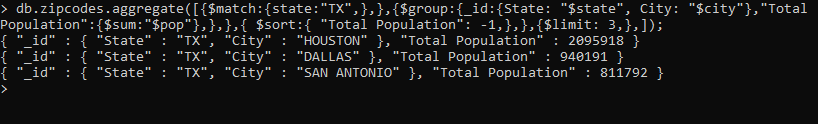 > db.zipcodes.aggregate([{$match:{state:"TX",},},{$group:{_id:{State: "$state", City: "$city"},"Total
Population":{$sum:"$pop"},},},{ $sort:{ "Total Population": -1,},},{$limit: 3,},]);
{ "_id" : { "State" : "TX", "City" : "HOUSTON" }, "Total Population" : 2095918 }
{ "_id" : { "State" : "TX", "City" : "DALLAS" }, "Total Population" : 940191 }
{ "_id" : { "State" : "TX", "City" : "SAN ANTONIO" }, "Total Population" : 811792 }
>